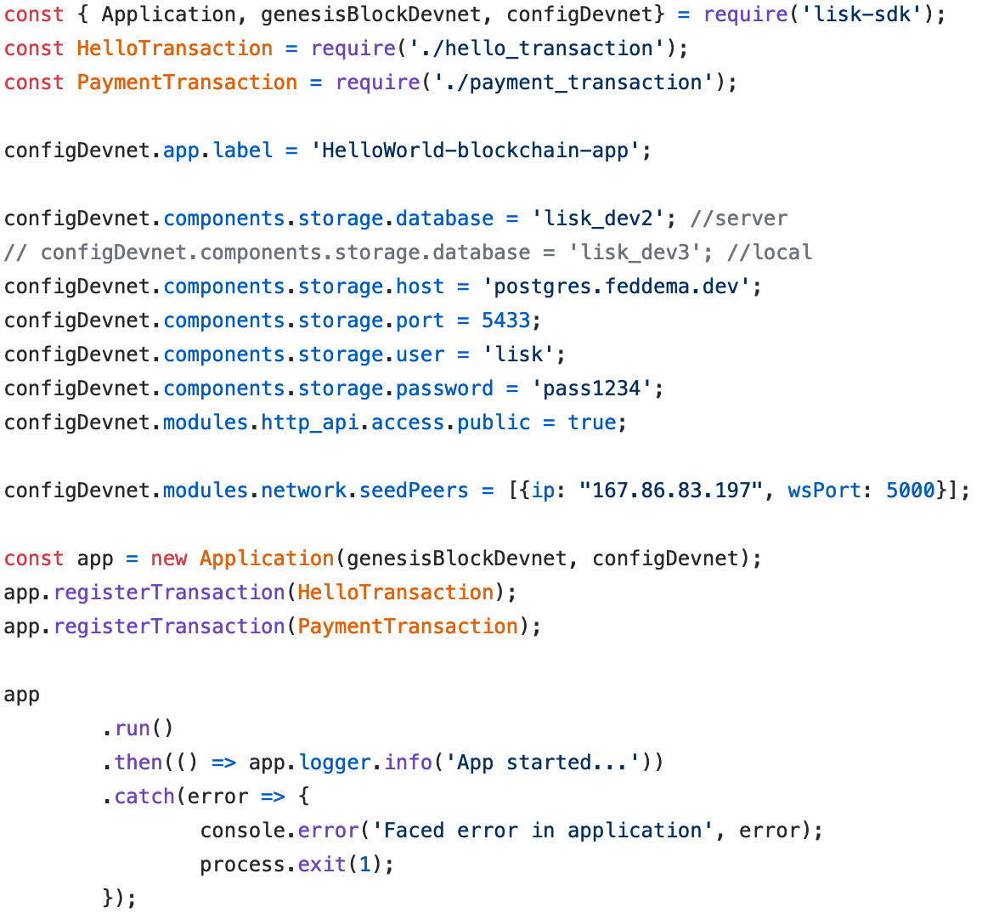 const { Application, genesisBlockDevnet, configDevnet} = require('lisk-sdk');
const HelloTransaction = require('./hello_transaction');
const PaymentTransaction = require('./payment_transaction');

configDevnet.app.label = 'HelloWorld-blockchain-app';

configDevnet.components.storage.database = 'lisk_dev2'; //server
// configDevnet.components.storage.database = 'lisk_dev3'; //local
configDevnet.components.storage.host = 'postgres.feddema.dev';
configDevnet.components.storage.port = 5433;
configDevnet.components.storage.user = 'lisk';
configDevnet.components.storage.password = 'pass1234';
configDevnet.modules.http_api.access.public = true;

configDevnet.modules.network.seedPeers = [{ip: "167.86.83.197", wsPort: 5000}];

const app = new Application(genesisBlockDevnet, configDevnet);
app.registerTransaction(HelloTransaction);
app.registerTransaction(PaymentTransaction);

app
        .run()
        .then(() => app.logger.info('App started...'))
        .catch(error => {
                console.error('Faced error in application', error);
                process.exit(1);
        });